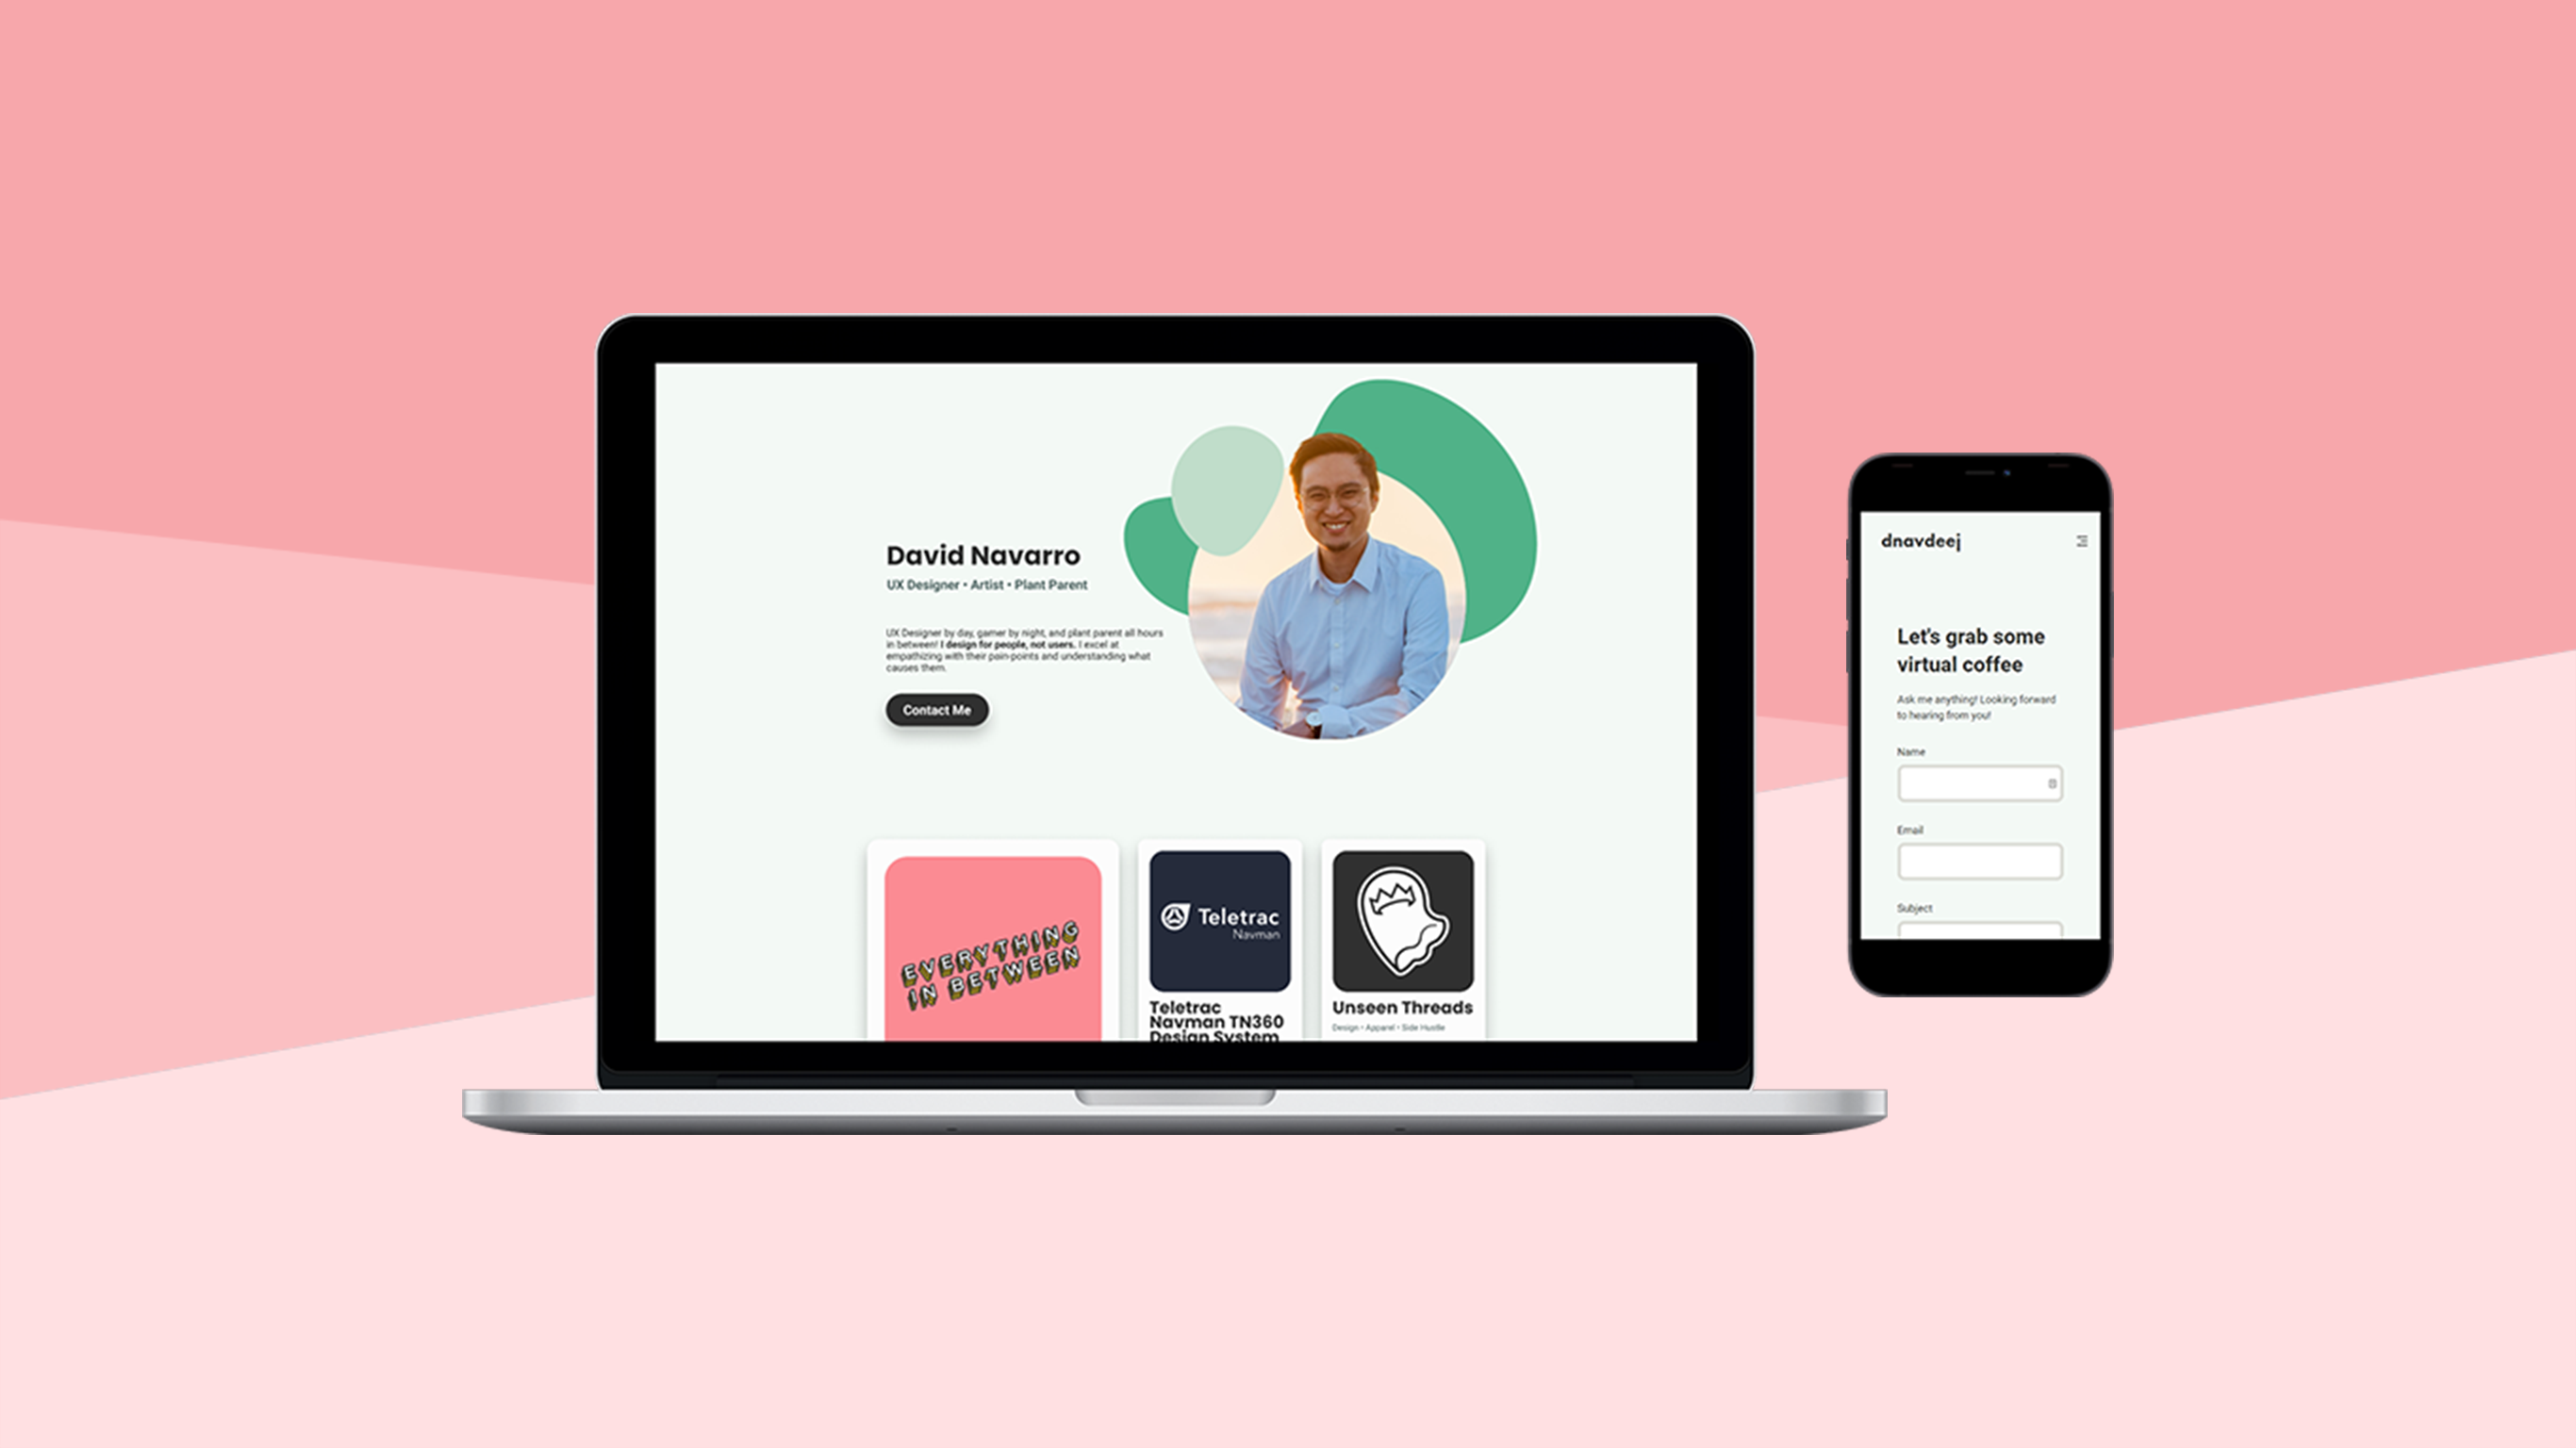 David Navarro
UX Designer • Artist • Plant Parent
UX Designer by day, gamer by night, and plant parent all hours
in between! I design for people, not users. I excel at
empathizing with their pain-points and understanding what
causes them.
Contact Me
EVERYTHING
IN BETWEEN
Teletrac
Navman
Teletrac
Navman TN360
Design System
Unseen Threads
Design • Apparel • Side Hustle
dnavdeej
Let's grab some
virtual coffee
Ask me anything! Looking forward
to hearing from you!
Name
Email
Subject